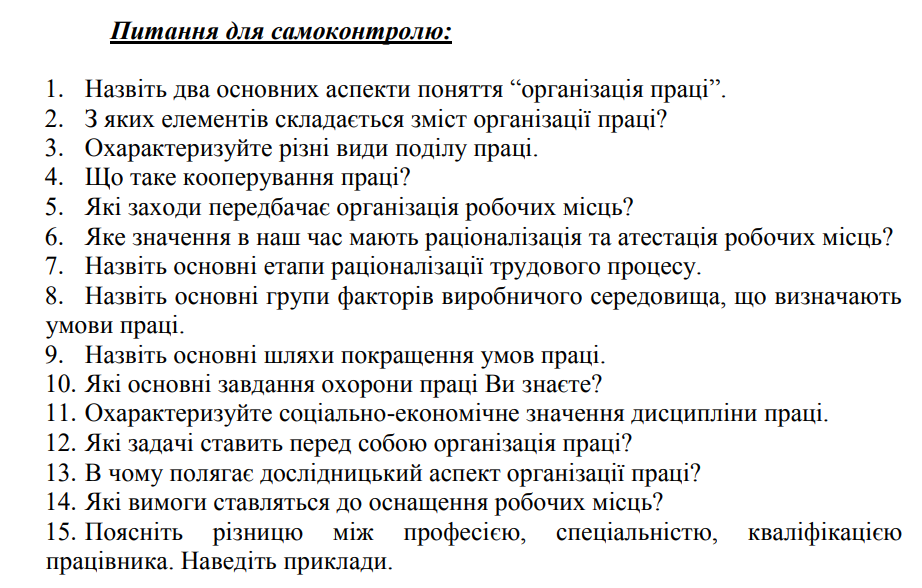 Питання для самоконтролю:
1. Назвіть два основних аспекти поняття “організація праці”.
2. З яких елементів складається зміст організації праці?
3. Охарактеризуйте різні види поділу праці.
4. Що таке кооперування праці?
5. Які заходи передбачає організація робочих місць?
6. Яке значення в наш час мають раціоналізація та атестація робочих місць?
7. Назвіть основні етапи раціоналізації трудового процесу.
8. Назвіть основні групи факторів виробничого середовища, що визначають
умови праці.
9. Назвіть основні шляхи покращення умов праці.
10. Які основні завдання охорони праці Ви знаєте?
11. Охарактеризуйте соціально-економічне значення дисципліни праці.
12. Які задачі ставить перед собою організація праці?
13. В чому полягає дослідницький аспект організації праці?
14. Які вимоги ставляться до оснащення робочих місць?
15. Поясніть різницю між професією, спеціальністю, кваліфікацією
працівника. Наведіть приклади.